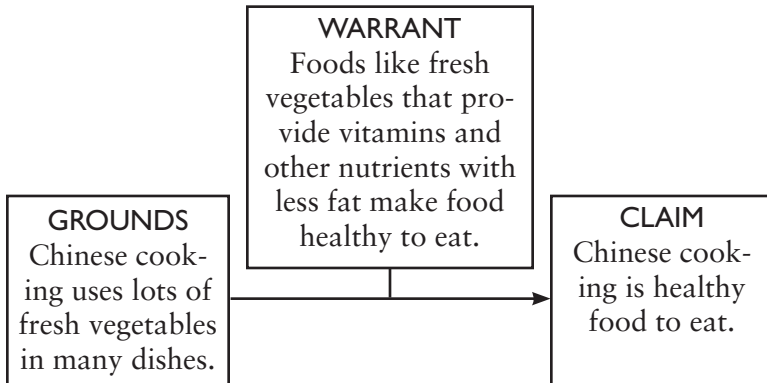 WARRANT
Foods like fresh
vegetables that pro-
vide vitamins and
other nutrients with
less fat make food
healthy to eat.
GROUNDS
Chinese cook-
ing uses lots of
fresh vegetables
in many dishes.
CLAIM
Chinese cook-
ing is healthy
food to eat.